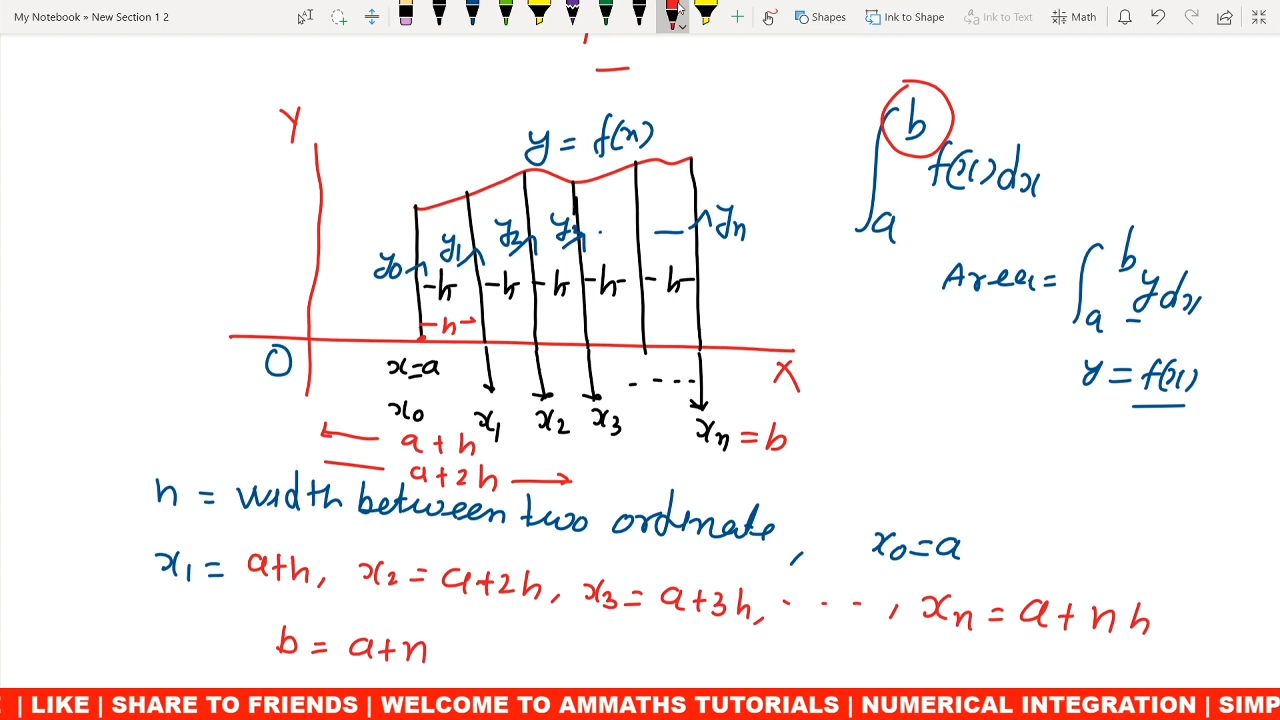 My Notebook » New Section 1 2
Shapes
Ink to Shape
Ink to Text
Math
Y
y = f(x)
b
f(x)dx
a
y0 y1 y2 y3 . – yn
-h -h -h -h- -h-
-h-
Area = ∫ₐᵇ y dx
y = f(x)
O
X
x=a
x0 x1 x2 x3 - - - - xn = b
a + h
a + 2h
h = width between two ordinate, x0 = a
x1 = a+h, x2 = a+2h, x3 = a+3h, . . . , xn = a + nh
b = a+n
| LIKE | SHARE TO FRIENDS | WELCOME TO AMMATHS TUTORIALS | NUMERICAL INTEGRATION | SIMP